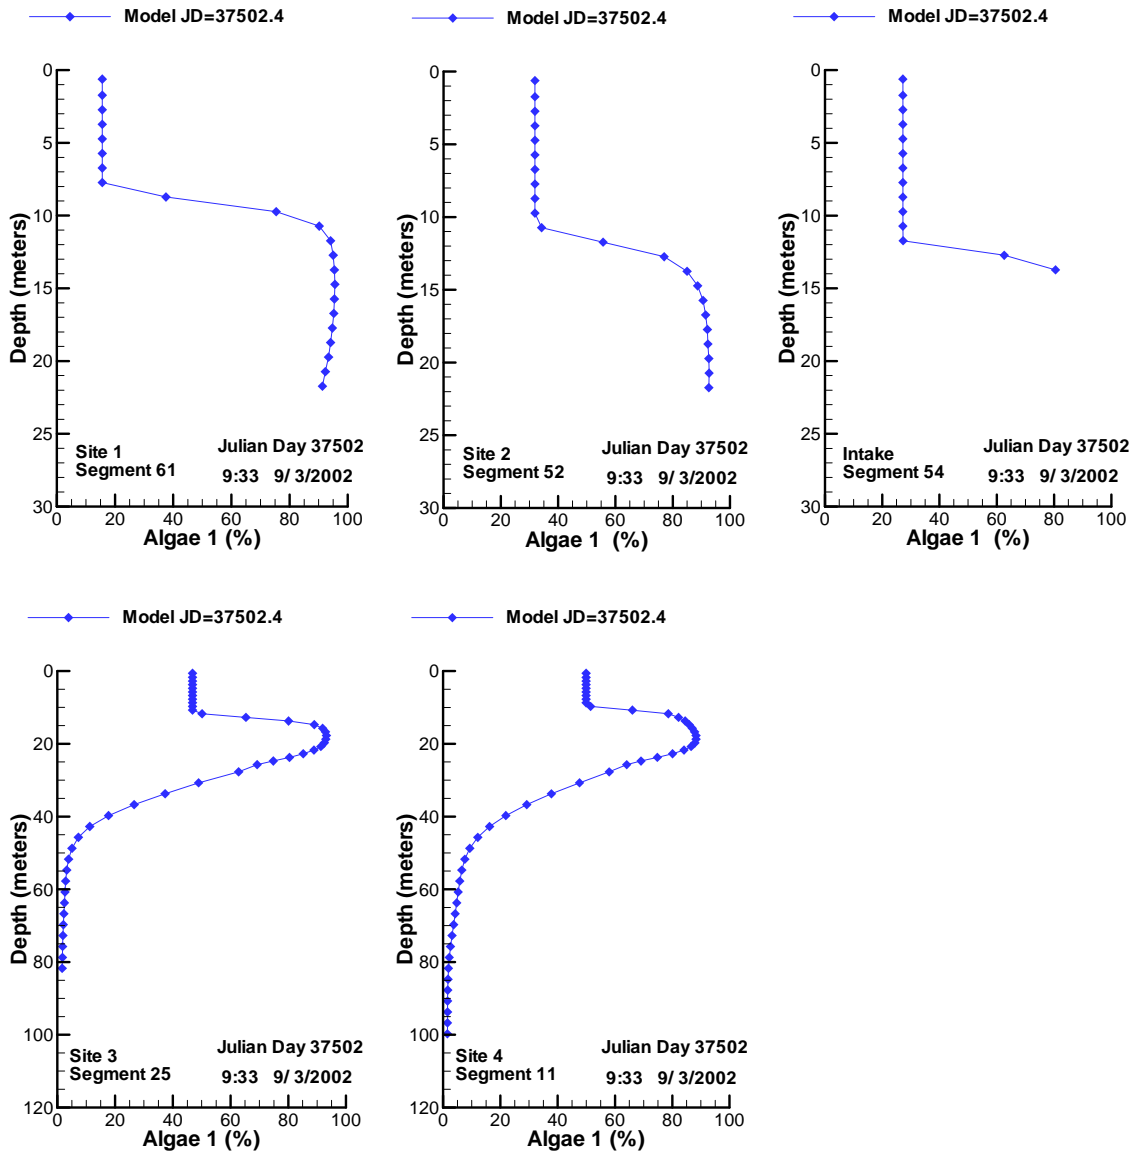 Model JD=37502.4
0
5
10
15
20
25
30
Depth (meters)
Site 1
Segment 61
Julian Day 37502
9:33 9/ 3/2002
0 20 40 60 80 100
Algae 1 (%)
Model JD=37502.4
0
5
10
15
20
25
30
Depth (meters)
Site 2
Segment 52
Julian Day 37502
9:33 9/ 3/2002
0 20 40 60 80 100
Algae 1 (%)
Model JD=37502.4
0
5
10
15
20
25
30
Depth (meters)
Intake
Segment 54
Julian Day 37502
9:33 9/ 3/2002
0 20 40 60 80 100
Algae 1 (%)
Model JD=37502.4
0
20
40
60
80
100
120
Depth (meters)
Site 3
Segment 25
Julian Day 37502
9:33 9/ 3/2002
0 20 40 60 80 100
Algae 1 (%)
Model JD=37502.4
0
20
40
60
80
100
120
Depth (meters)
Site 4
Segment 11
Julian Day 37502
9:33 9/ 3/2002
0 20 40 60 80 100
Algae 1 (%)